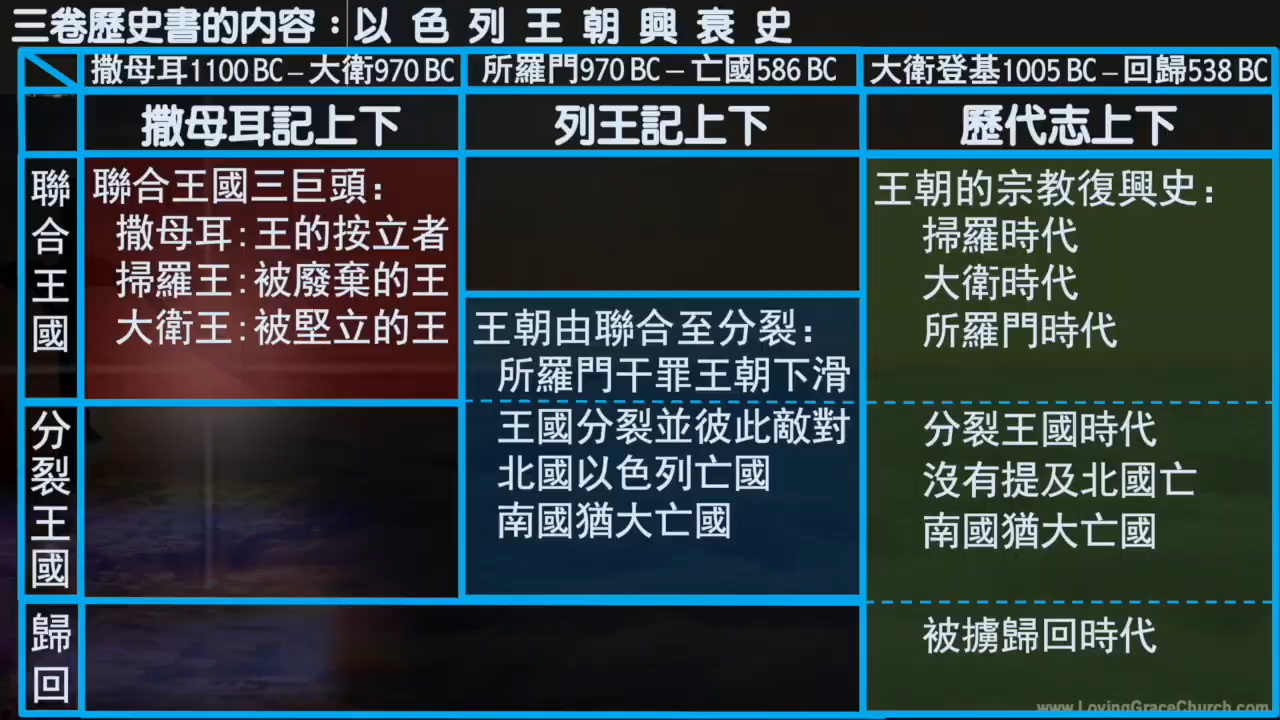 三卷歷史書的内容：以色列王朝興衰史
撒母耳1100 BC – 大衛970 BC
所羅門970 BC – 亡國586 BC
大衛登基1005 BC – 回歸538 BC
撒母耳記上下
列王記上下
歷代志上下
聯合王國
聯合王國三巨頭：
撒母耳：王的按立者
掃羅王：被廢棄的王
大衛王：被堅立的王
王朝由聯合至分裂：
所羅門干罪王朝下滑
王朝的宗教復興史：
掃羅時代
大衛時代
所羅門時代
分裂王國
王國分裂並彼此敵對
北國以色列亡國
南國猶大亡國
分裂王國時代
沒有提及北國亡
南國猶大亡國
歸回
被擄歸回時代
www.LovingGraceChurch.com